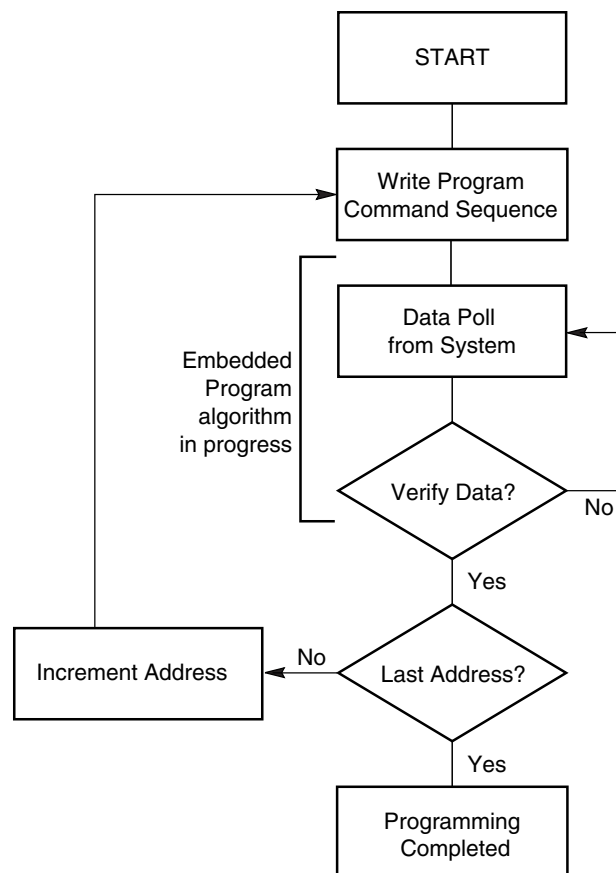 START
Write Program
Command Sequence
Data Poll
from System
Embedded
Program
algorithm
in progress
Verify Data?
No
Yes
Increment Address
No
Last Address?
Yes
Programming
Completed